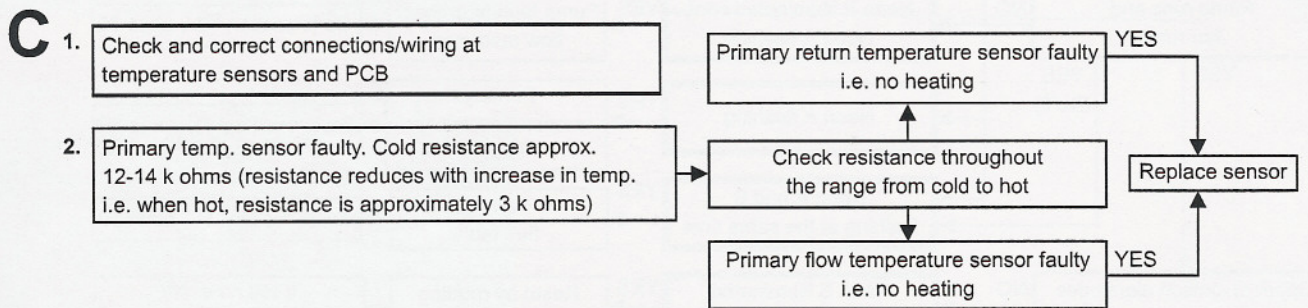 C
1. Check and correct connections/wiring at
temperature sensors and PCB
2. Primary temp. sensor faulty. Cold resistance approx.
12-14 k ohms (resistance reduces with increase in temp.
i.e. when hot, resistance is approximately 3 k ohms)
Primary return temperature sensor faulty
i.e. no heating
YES
Check resistance throughout
the range from cold to hot
Primary flow temperature sensor faulty
i.e. no heating
YES
Replace sensor